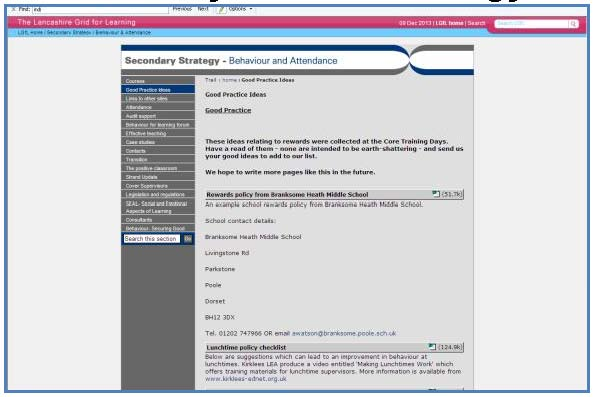 x Find: indi Previous Next Options
The Lancashire Grid for Learning 09 Dec 2013 | LGfL home | Search
LGfL Home / Secondary Strategy / Behaviour & Attendance
Secondary Strategy - Behaviour and Attendance
Trail : home : Good Practice Ideas
Courses
Good Practice Ideas
Links to other sites
Attendance
Audit support
Behaviour for learning forum
Effective teaching
Case studies
Contacts
Transition
The positive classroom
Strand Update
Cover Supervisors
Legislation and regulations
SEAL- Social and Emotional
Aspects of Learning
Consultants
Behaviour- Securing Good
Search this section Go
Good Practice Ideas
Good Practice
These ideas relating to rewards were collected at the Core Training Days.
Have a read of them - none are intended to be earth-shattering - and send us
your good ideas to add to our list.
We hope to write more pages like this in the future.
Rewards policy from Branksome Heath Middle School (51.7k)
An example school rewards policy from Branksome Heath Middle School.
School contact details:
Branksome Heath Middle School
Livingstone Rd
Parkstone
Poole
Dorset
BH12 3DX
Tel. 01202 747966 OR email awatson@branksome.poole.sch.uk
Lunchtime policy checklist (124.9k)
Below are suggestions which can lead to an improvement in behaviour at
lunchtimes. Kirklees LEA produce a video entitled 'Making Lunchtimes Work' which
offers training materials for lunchtime supervisors. More information is available from
www.kirklees-ednet.org.uk